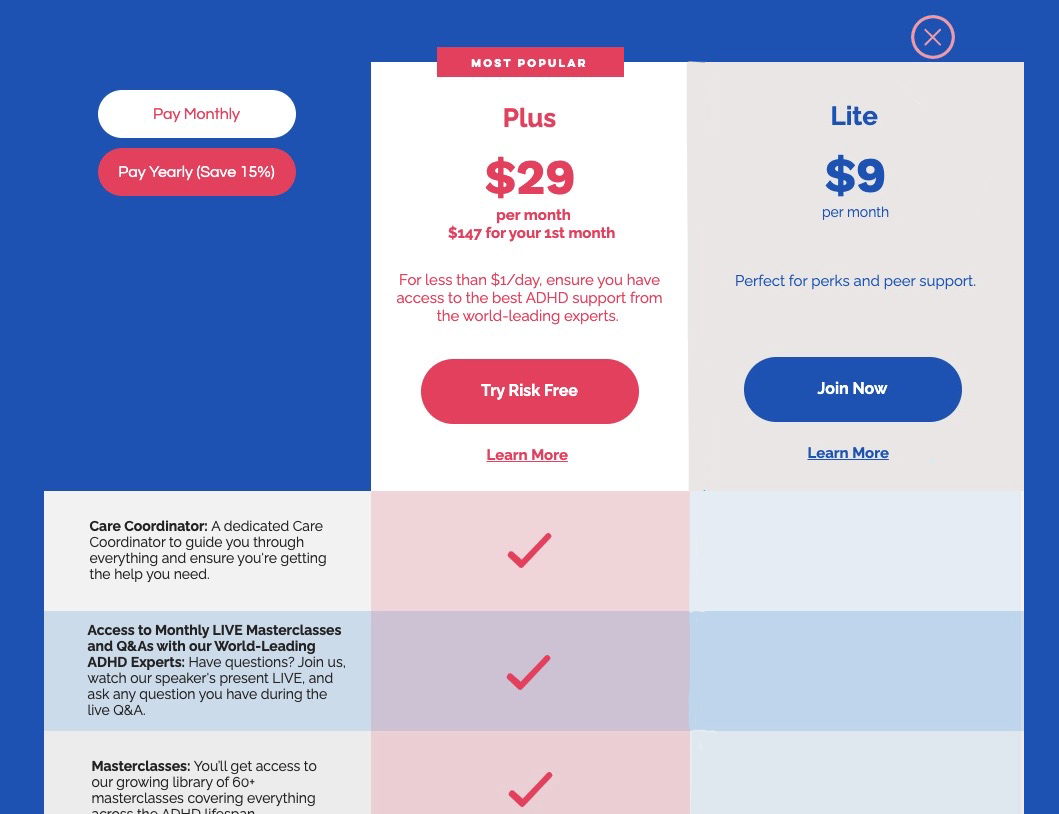 MOST POPULAR
Pay Monthly
Pay Yearly (Save 15%)
Plus
$29
per month
$147 for your 1st month
For less than $1/day, ensure you have
access to the best ADHD support from
the world-leading experts.
Try Risk Free
Learn More
Lite
$9
per month
Perfect for perks and peer support.
Join Now
Learn More
Care Coordinator: A dedicated Care
Coordinator to guide you through
everything and ensure you're getting
the help you need.
Access to Monthly LIVE Masterclasses
and Q&As with our World-Leading
ADHD Experts: Have questions? Join us,
watch our speaker's present LIVE, and
ask any question you have during the
live Q&A.
Masterclasses: You'll get access to
our growing library of 60+
masterclasses covering everything
across the ADHD lifespan